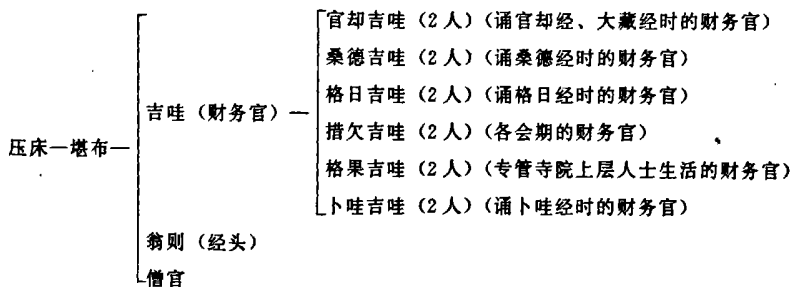 官却吉哇（2人）（诵官却经、大藏经时的财务官）
桑德吉哇（2人）（诵桑德经时的财务官）
格日吉哇（2人）（诵格日经时的财务官）
吉哇（财务官）—
措欠吉哇（2人）（各会期的财务官）
压床—堪布—
格果吉哇（2人）（专管寺院上层人士生活的财务官）
卜哇吉哇（2人）（诵卜哇经时的财务官）
翁则（经头）
僧官